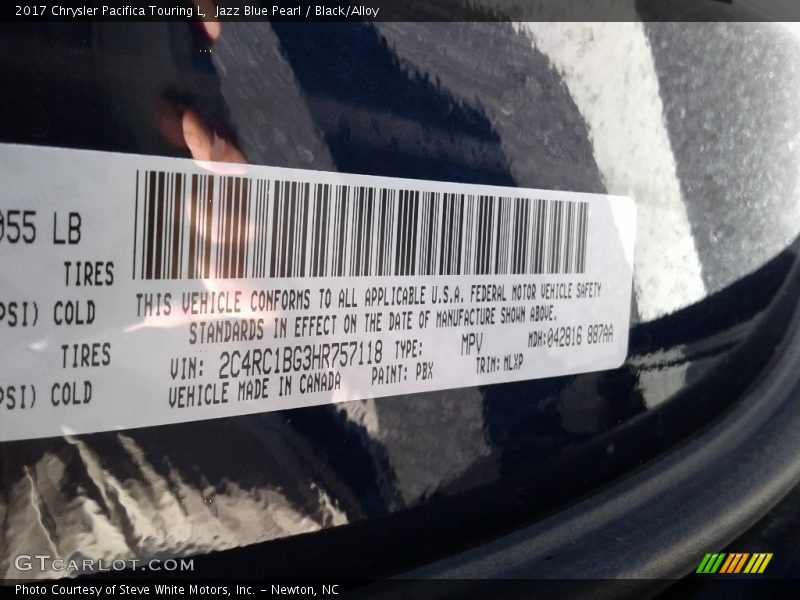 2017 Chrysler Pacifica Touring L,  Jazz Blue Pearl / Black/Alloy
055 LB
TIRES
PSI) COLD
TIRES
PSI) COLD
THIS VEHICLE CONFORMS TO ALL APPLICABLE U.S.A. FEDERAL MOTOR VEHICLE SAFETY
STANDARDS IN EFFECT ON THE DATE OF MANUFACTURE SHOWN ABOVE.
VIN: 2C4RC1BG3HR757118 TYPE: MPV MDH:042816 887AA
VEHICLE MADE IN CANADA PAINT: PBX TRIM: MLXP
GTCARLOT.COM
Photo Courtesy of Steve White Motors, Inc. – Newton, NC